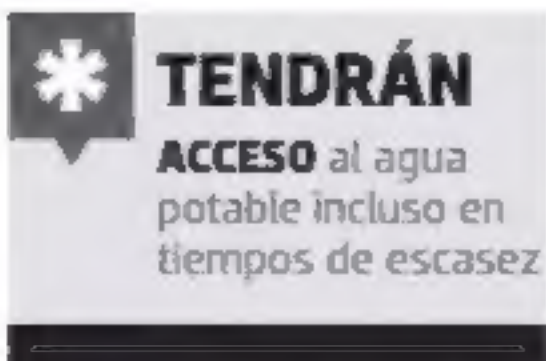 TENDRÁN
ACCESO al agua
potable incluso en
tiempos de escasez